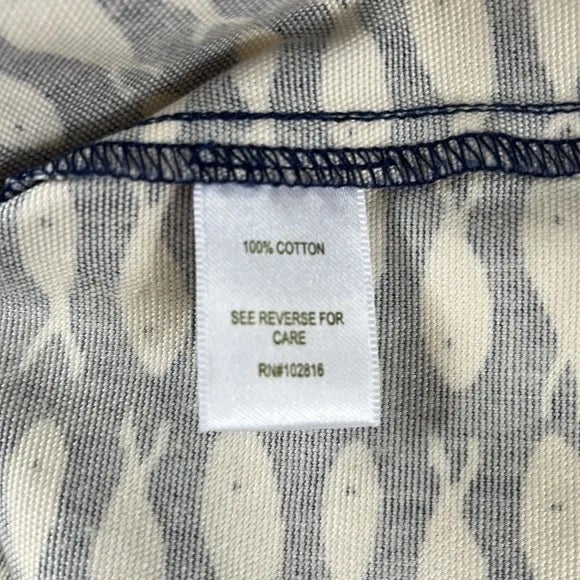 100% COTTON
SEE REVERSE FOR
CARE
RN#102816